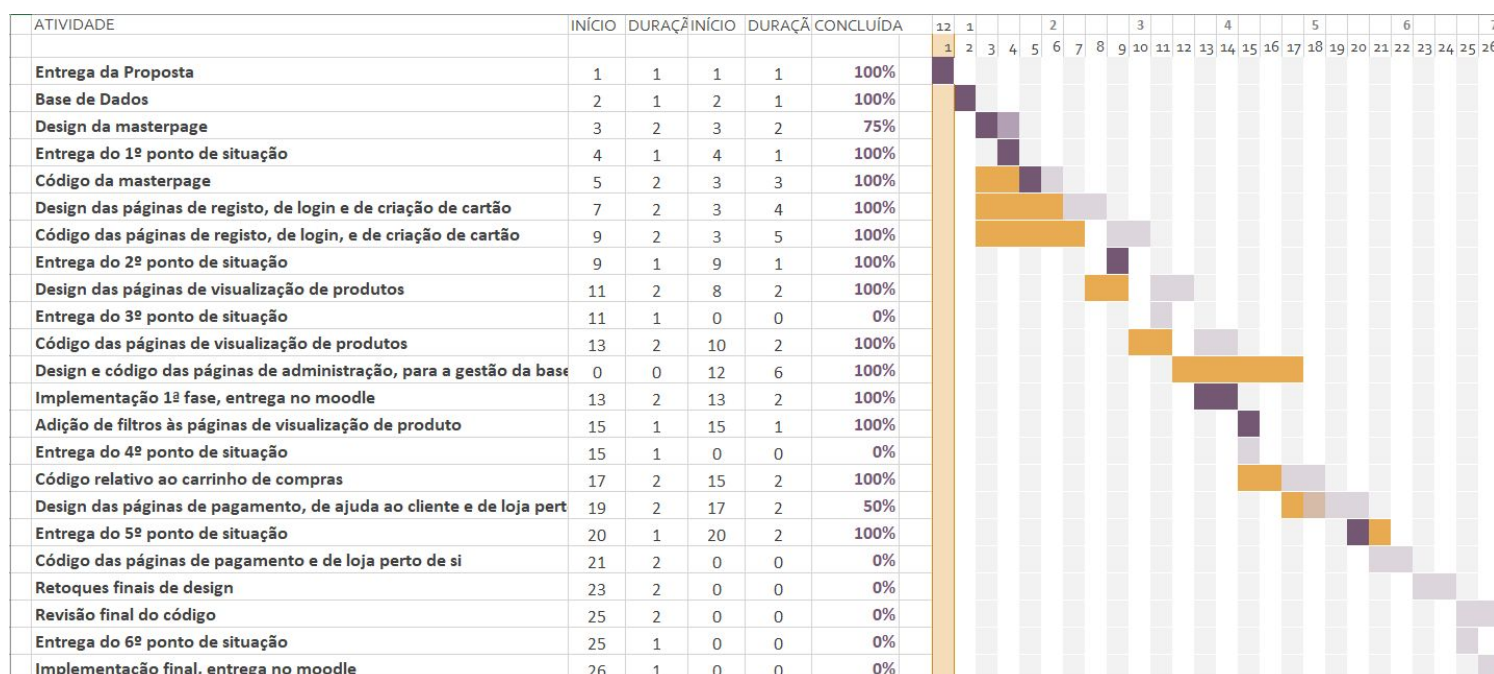 ATIVIDADE INÍCIO DURAÇÃ INÍCIO DURAÇÃ CONCLUÍDA 12 1 2 3 4 5 6 7
1 2 3 4 5 6 7 8 9 10 11 12 13 14 15 16 17 18 19 20 21 22 23 24 25 26
Entrega da Proposta 1 1 1 1 100%
Base de Dados 2 1 2 1 100%
Design da masterpage 3 2 3 2 75%
Entrega do 1º ponto de situação 4 1 4 1 100%
Código da masterpage 5 2 3 3 100%
Design das páginas de registo, de login e de criação de cartão 7 2 3 4 100%
Código das páginas de registo, de login, e de criação de cartão 9 2 3 5 100%
Entrega do 2º ponto de situação 9 1 9 1 100%
Design das páginas de visualização de produtos 11 2 8 2 100%
Entrega do 3º ponto de situação 11 1 0 0 0%
Código das páginas de visualização de produtos 13 2 10 2 100%
Design e código das páginas de administração, para a gestão da base 0 0 12 6 100%
Implementação 1ª fase, entrega no moodle 13 2 13 2 100%
Adição de filtros às páginas de visualização de produto 15 1 15 1 100%
Entrega do 4º ponto de situação 15 1 0 0 0%
Código relativo ao carrinho de compras 17 2 15 2 100%
Design das páginas de pagamento, de ajuda ao cliente e de loja pert 19 2 17 2 50%
Entrega do 5º ponto de situação 20 1 20 2 100%
Código das páginas de pagamento e de loja perto de si 21 2 0 0 0%
Retoques finais de design 23 2 0 0 0%
Revisão final do código 25 2 0 0 0%
Entrega do 6º ponto de situação 25 1 0 0 0%
Implementação final, entrega no moodle 26 1 0 0 0%